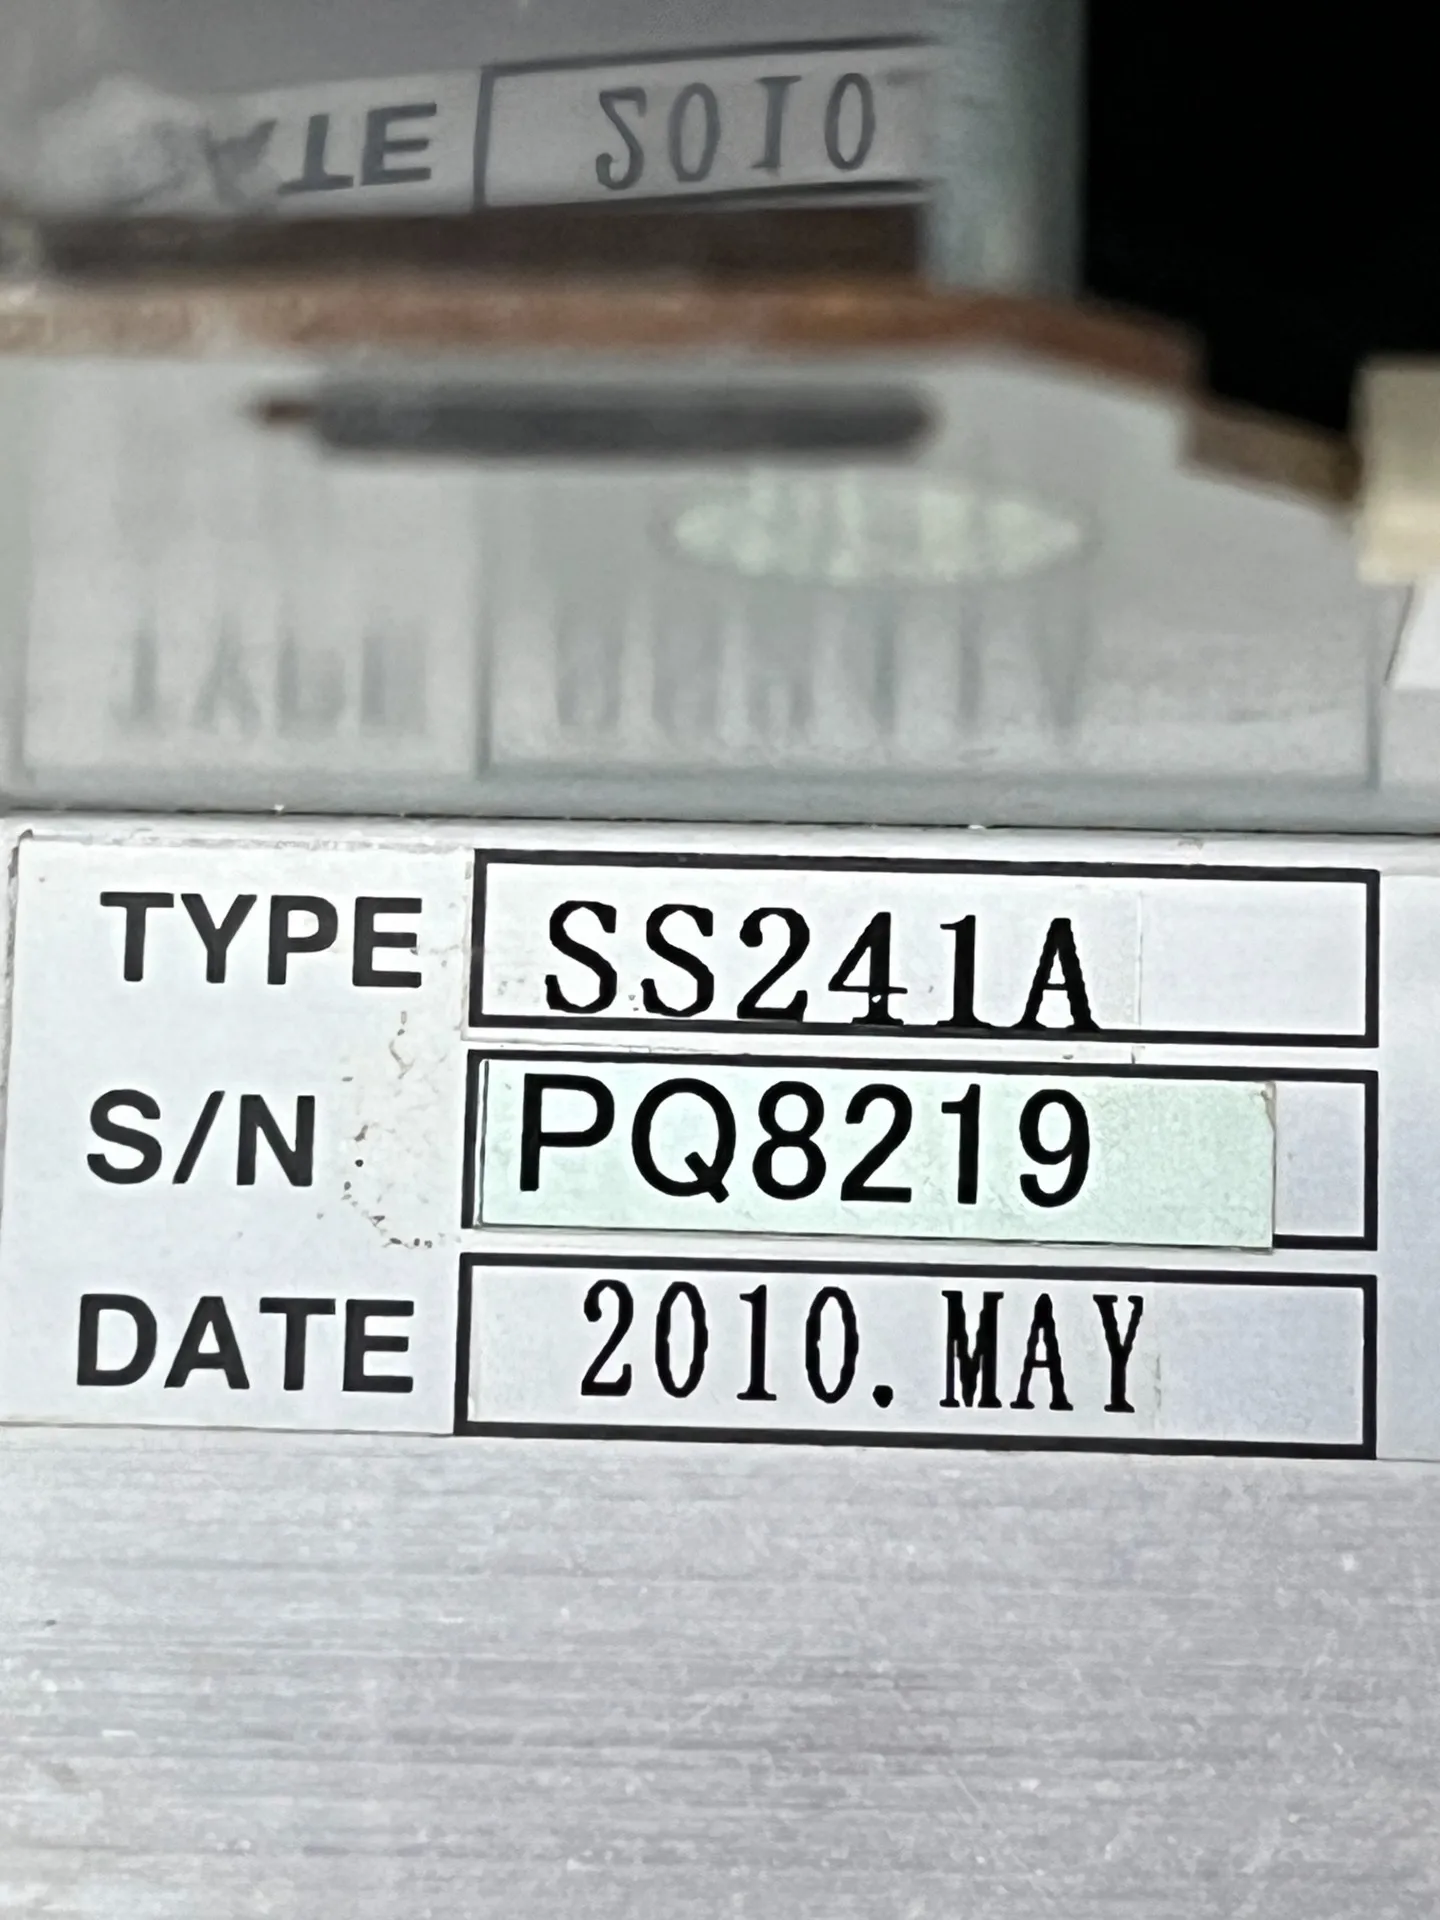 TYPE SS241A
S/N PQ8219
DATE 2010.MAY